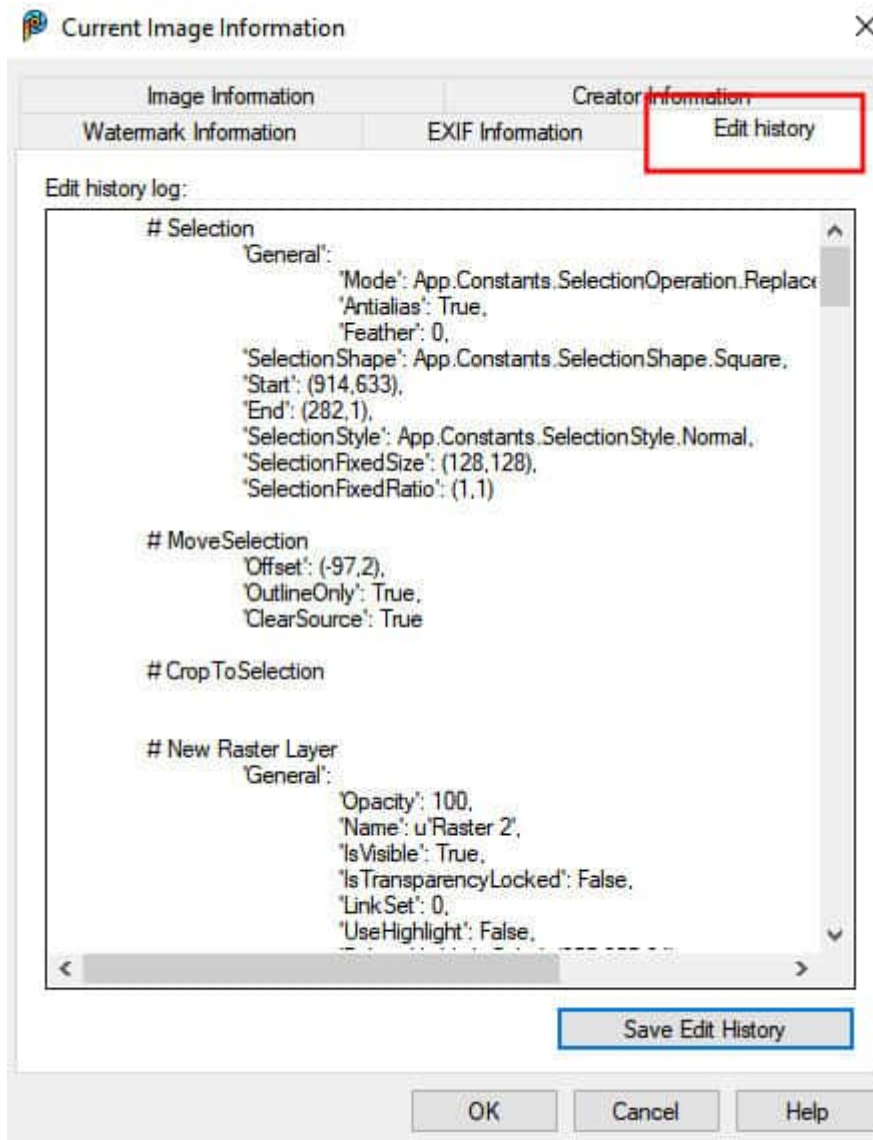 Current Image Information
Image Information
Creator Information
Watermark Information
EXIF Information
Edit history
Edit history log:
# Selection
'General':
'Mode': App.Constants.SelectionOperation.Replace
'Antialias': True,
'Feather': 0,
'SelectionShape': App.Constants.SelectionShape.Square,
'Start': (914,633),
'End': (282,1),
'SelectionStyle': App.Constants.SelectionStyle.Normal,
'SelectionFixedSize': (128,128),
'SelectionFixedRatio': (1,1)
# MoveSelection
'Offset': (-97,2),
'OutlineOnly': True,
'ClearSource': True
# CropToSelection
# New Raster Layer
'General':
'Opacity': 100,
'Name': u'Raster 2',
'IsVisible': True,
'IsTransparencyLocked': False,
'LinkSet': 0,
'UseHighlight': False,
Save Edit History
OK
Cancel
Help